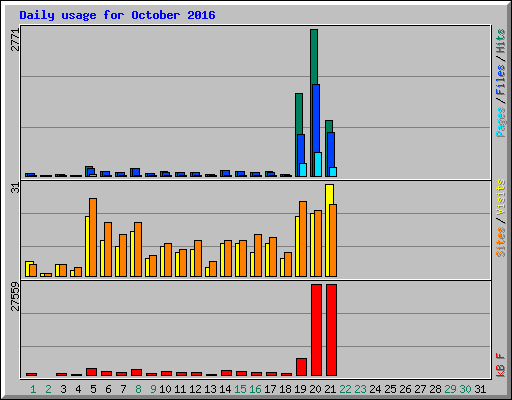 Daily usage for October 2016
2771
Pages / Files / Hits
31
Sites / Visits
27559
kB F
1 2 3 4 5 6 7 8 9 10 11 12 13 14 15 16 17 18 19 20 21 22 23 24 25 26 27 28 29 30 31